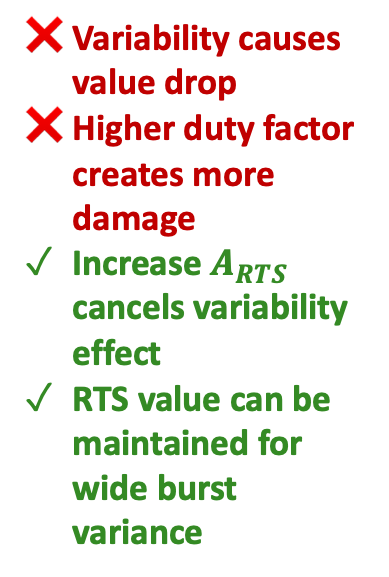 ❌ Variability causes
value drop
❌ Higher duty factor
creates more
damage
✓ Increase A_RTS
cancels variability
effect
✓ RTS value can be
maintained for
wide burst
variance